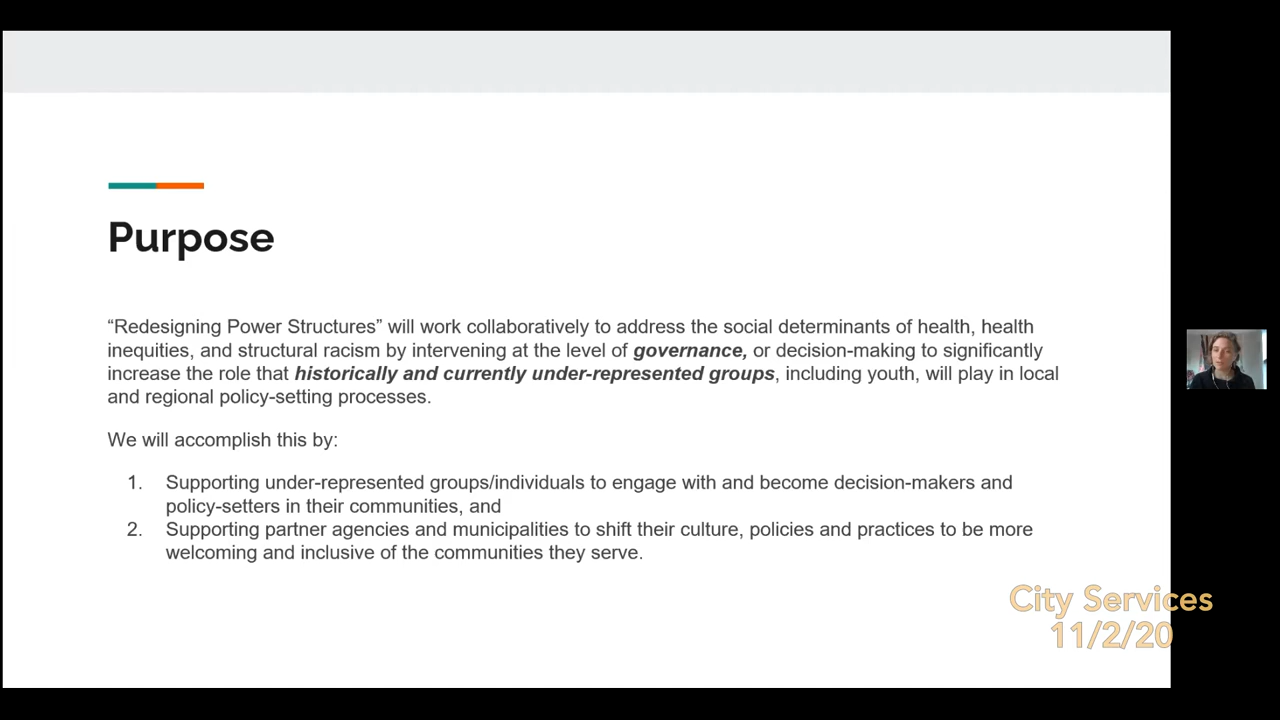 Purpose
“Redesigning Power Structures” will work collaboratively to address the social determinants of health, health
inequities, and structural racism by intervening at the level of governance, or decision-making to significantly
increase the role that historically and currently under-represented groups, including youth, will play in local
and regional policy-setting processes.
We will accomplish this by:
1. Supporting under-represented groups/individuals to engage with and become decision-makers and
policy-setters in their communities, and
2. Supporting partner agencies and municipalities to shift their culture, policies and practices to be more
welcoming and inclusive of the communities they serve.
City Services
11/2/20